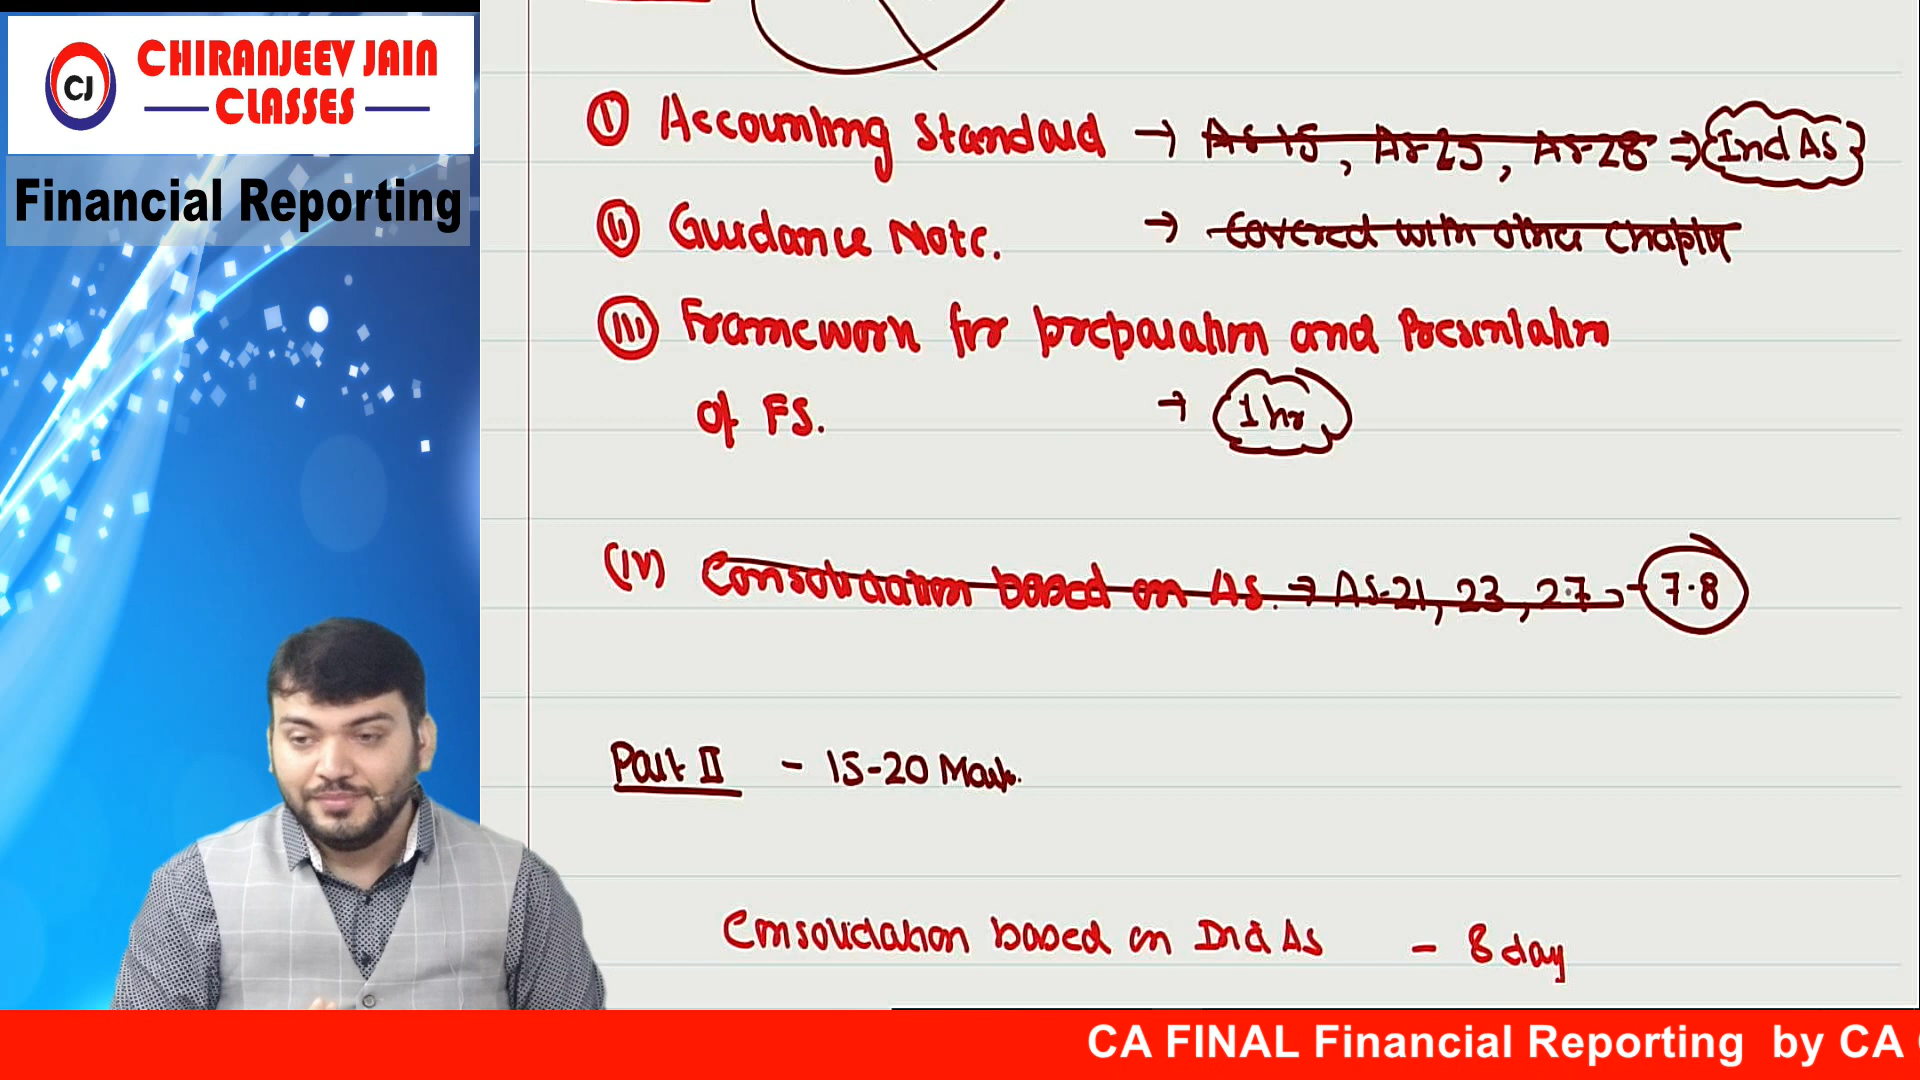 CHIRANJEEV JAIN
CJ
CLASSES
Financial Reporting
(i) Accounting Standard → AS 15, AS-25, AS-28 ⇒ {Ind AS}
(ii) Guidance Note. → Covered with other Chapter
(iii) Framework for preparation and Presentation
of FS. → 1 hr
(iv) Consolidation based on AS. → AS-21, 23, 27 → 7.8
Part II - 15-20 Mark.
Consolidation based on Ind AS - 8 day
CA FINAL Financial Reporting by CA